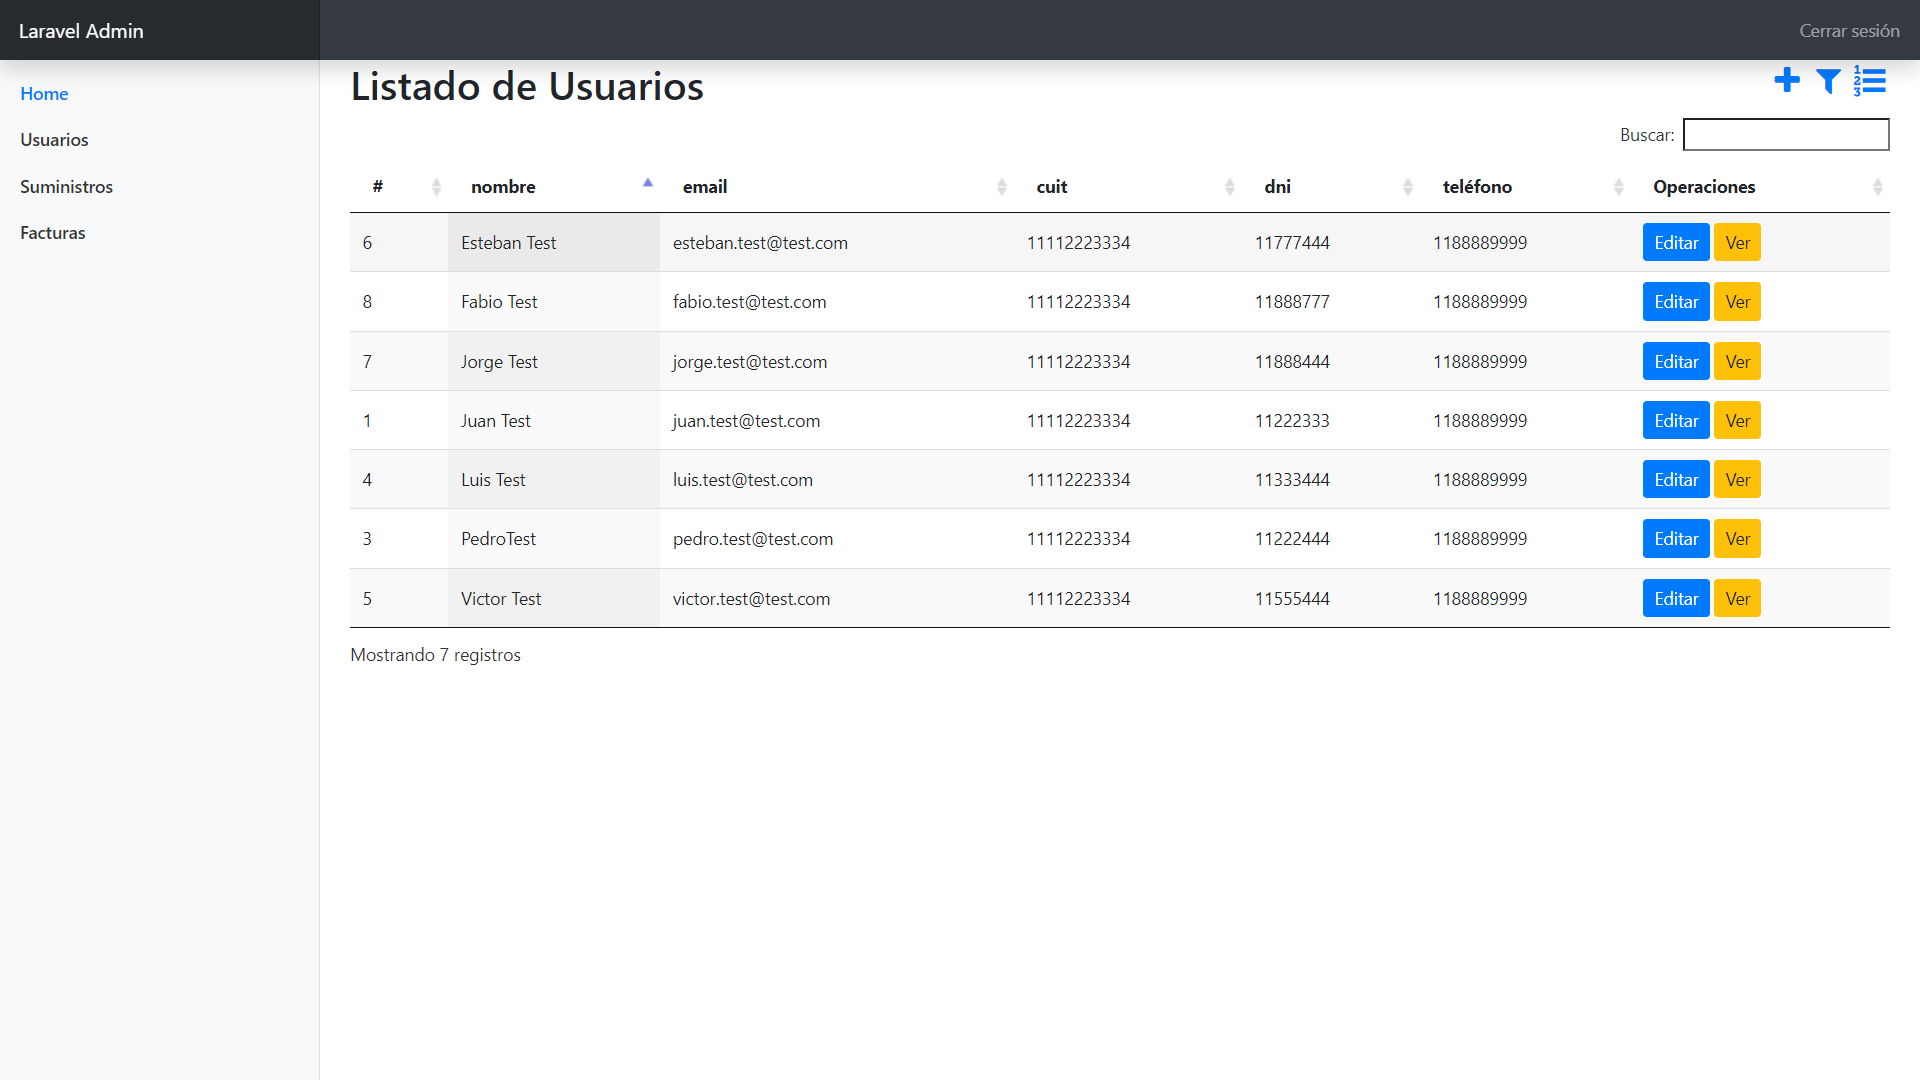 Laravel Admin
Cerrar sesión
Home
Usuarios
Suministros
Facturas
Listado de Usuarios
1
2
3
Buscar:
# nombre email cuit dni teléfono Operaciones
6 Esteban Test esteban.test@test.com 11112223334 11777444 1188889999 Editar Ver
8 Fabio Test fabio.test@test.com 11112223334 11888777 1188889999 Editar Ver
7 Jorge Test jorge.test@test.com 11112223334 11888444 1188889999 Editar Ver
1 Juan Test juan.test@test.com 11112223334 11222333 1188889999 Editar Ver
4 Luis Test luis.test@test.com 11112223334 11333444 1188889999 Editar Ver
3 PedroTest pedro.test@test.com 11112223334 11222444 1188889999 Editar Ver
5 Victor Test victor.test@test.com 11112223334 11555444 1188889999 Editar Ver
Mostrando 7 registros